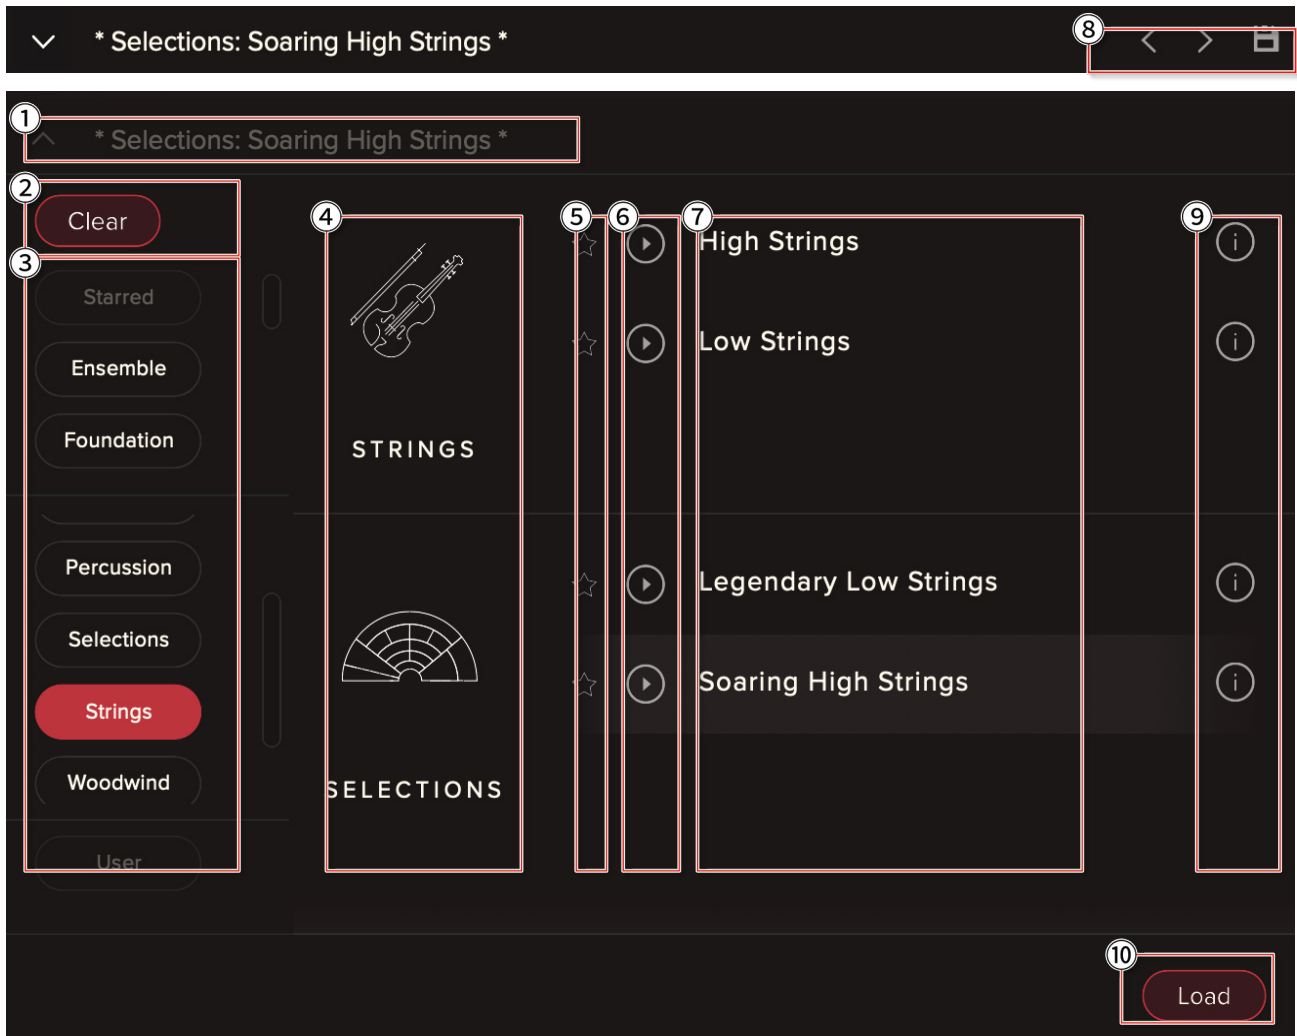 * Selections: Soaring High Strings *
8
1
* Selections: Soaring High Strings *
2
Clear
3
Starred
Ensemble
Foundation
Percussion
Selections
Strings
Woodwind
User
4
STRINGS
SELECTIONS
5
6
7
High Strings
Low Strings
Legendary Low Strings
Soaring High Strings
9
10
Load